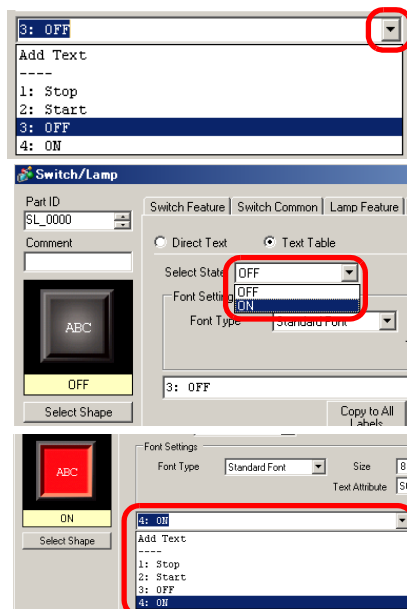 3: OFF
Add Text
----
1: Stop
2: Start
3: OFF
4: ON
Switch/Lamp
Part ID
SL_0000
Comment
Switch Feature Switch Common Lamp Feature
Direct Text Text Table
Select State OFF
OFF
ON
Font Type Standard Font
ABC
OFF
Select Shape
3: OFF
Copy to All
Labels
Font Settings
Font Type Standard Font Size 8
Text Attribute
ABC
ON
Select Shape
4: ON
Add Text
----
1: Stop
2: Start
3: OFF
4: ON